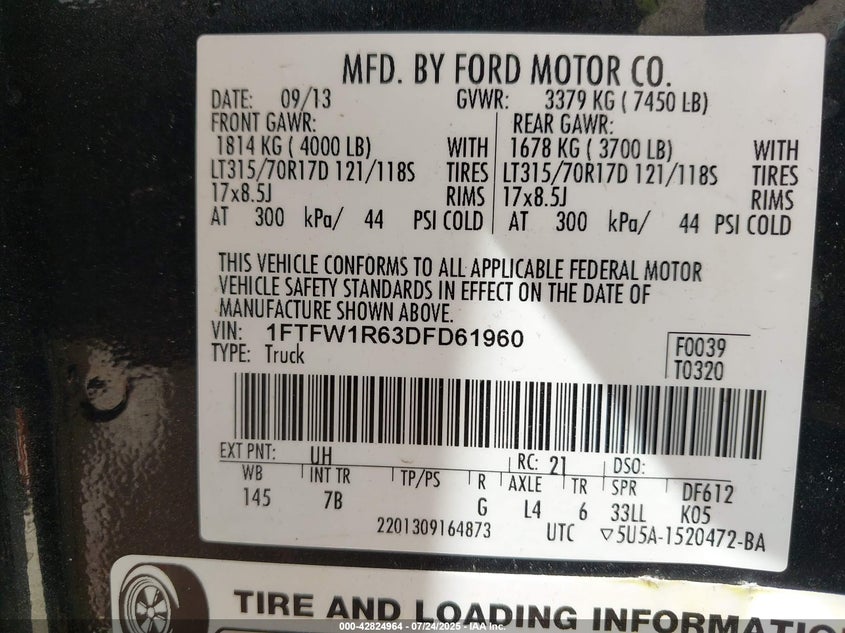 MFD. BY FORD MOTOR CO.
DATE: 09/13 GVWR: 3379 KG ( 7450 LB)
FRONT GAWR: REAR GAWR:
1814 KG ( 4000 LB) WITH 1678 KG ( 3700 LB) WITH
LT315/70R17D 121/118S TIRES LT315/70R17D 121/118S TIRES
17x8.5J RIMS 17x8.5J RIMS
AT 300 kPa/ 44 PSI COLD AT 300 kPa/ 44 PSI COLD
THIS VEHICLE CONFORMS TO ALL APPLICABLE FEDERAL MOTOR
VEHICLE SAFETY STANDARDS IN EFFECT ON THE DATE OF
MANUFACTURE SHOWN ABOVE.
VIN: 1FTFW1R63DFD61960
TYPE: Truck
F0039
T0320
EXT PNT: UH RC: 21 DSO:
WB INT TR TP/PS R AXLE TR SPR DF612
145 7B G L4 6 33LL K05
2201309164873 UTC ▽5U5A-1520472-BA
TIRE AND LOADING INFORMATION
000-42824964 - 07/24/2025 - IAA Inc.